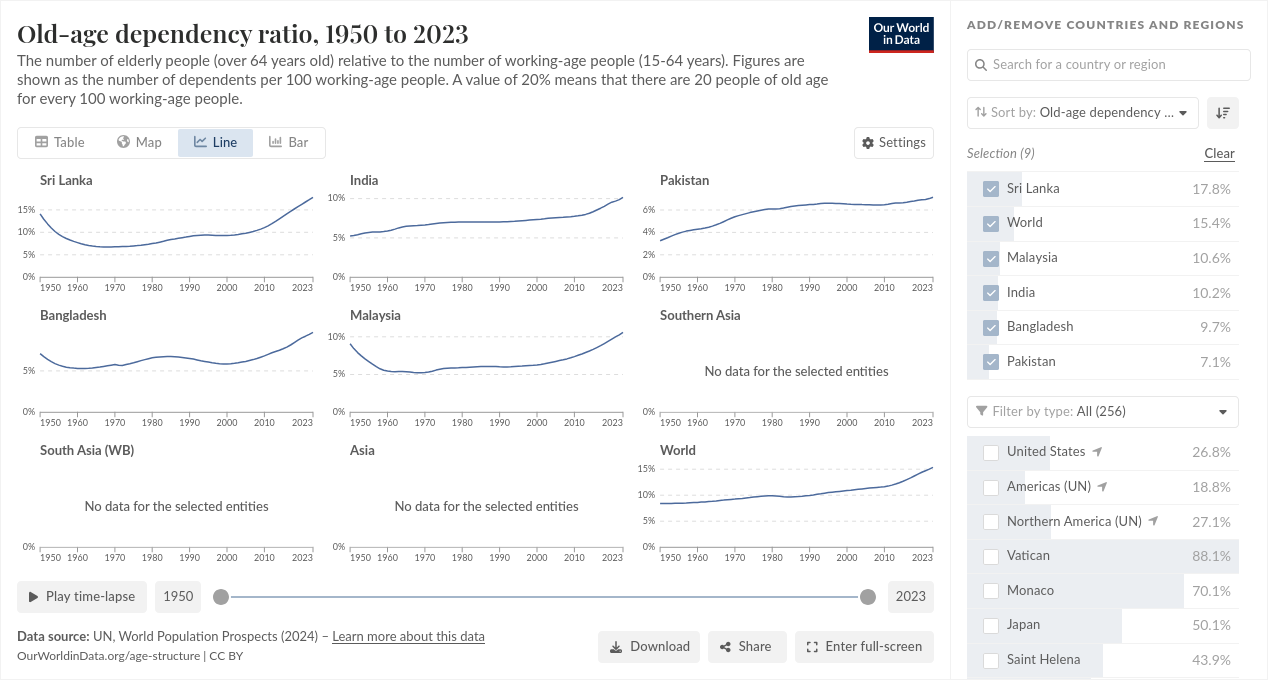 Old-age dependency ratio, 1950 to 2023
The number of elderly people (over 64 years old) relative to the number of working-age people (15-64 years). Figures are
shown as the number of dependents per 100 working-age people. A value of 20% means that there are 20 people of old age
for every 100 working-age people.
Our World
in Data
Table
Map
Line
Bar
Settings
Sri Lanka
15%
10%
5%
0%
1950 1960 1970 1980 1990 2000 2010 2023
India
10%
5%
0%
1950 1960 1970 1980 1990 2000 2010 2023
Pakistan
6%
4%
2%
0%
1950 1960 1970 1980 1990 2000 2010 2023
Bangladesh
5%
0%
1950 1960 1970 1980 1990 2000 2010 2023
Malaysia
10%
5%
0%
1950 1960 1970 1980 1990 2000 2010 2023
Southern Asia
No data for the selected entities
0%
1950 1960 1970 1980 1990 2000 2010 2023
South Asia (WB)
No data for the selected entities
0%
1950 1960 1970 1980 1990 2000 2010 2023
Asia
No data for the selected entities
0%
1950 1960 1970 1980 1990 2000 2010 2023
World
15%
10%
5%
0%
1950 1960 1970 1980 1990 2000 2010 2023
Play time-lapse
1950
2023
Data source: UN, World Population Prospects (2024) – Learn more about this data
OurWorldinData.org/age-structure | CC BY
Download
Share
Enter full-screen
ADD/REMOVE COUNTRIES AND REGIONS
Search for a country or region
Sort by: Old-age dependency ...
Selection (9)
Clear
Sri Lanka 17.8%
World 15.4%
Malaysia 10.6%
India 10.2%
Bangladesh 9.7%
Pakistan 7.1%
Filter by type: All (256)
United States 26.8%
Americas (UN) 18.8%
Northern America (UN) 27.1%
Vatican 88.1%
Monaco 70.1%
Japan 50.1%
Saint Helena 43.9%